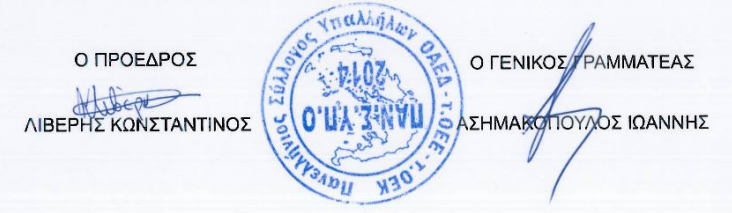 Ο ΠΡΟΕΔΡΟΣ
ΛΙΒΕΡΗΣ ΚΩΝΣΤΑΝΤΙΝΟΣ
Πανελλήνιος Σύλλογος Υπαλλήλων ΟΑΕΔ - τ.ΟΕΕ - τ.ΟΕΚ
2014
ΠΑΝ.Σ.ΥΠ.Ο
Ο ΓΕΝΙΚΟΣ ΓΡΑΜΜΑΤΕΑΣ
ΑΣΗΜΑΚΟΠΟΥΛΟΣ ΙΩΑΝΝΗΣ